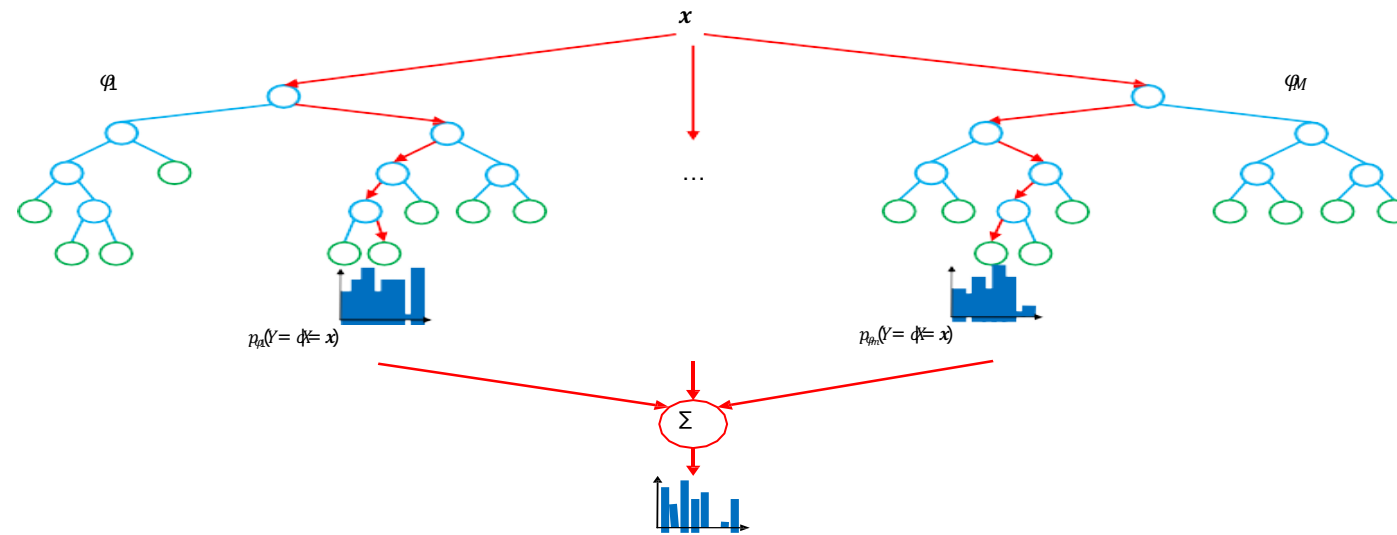 x
φ1
φM
...
pφ1(Y= c|X= x)
pφm(Y= c|X= x)
Σ